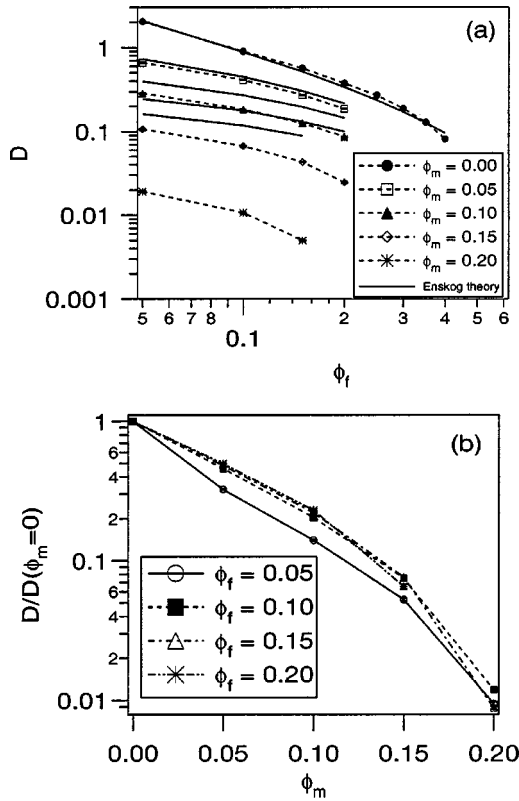 (a)
1
0.1
0.01
0.001
D
ϕm = 0.00
ϕm = 0.05
ϕm = 0.10
ϕm = 0.15
ϕm = 0.20
Enskog theory
5 6 7 8 2 3 4 5 6
0.1
ϕf
(b)
1
6
4
2
0.1
6
4
2
0.01
D/D(ϕm=0)
ϕf = 0.05
ϕf = 0.10
ϕf = 0.15
ϕf = 0.20
0.00 0.05 0.10 0.15 0.20
ϕm